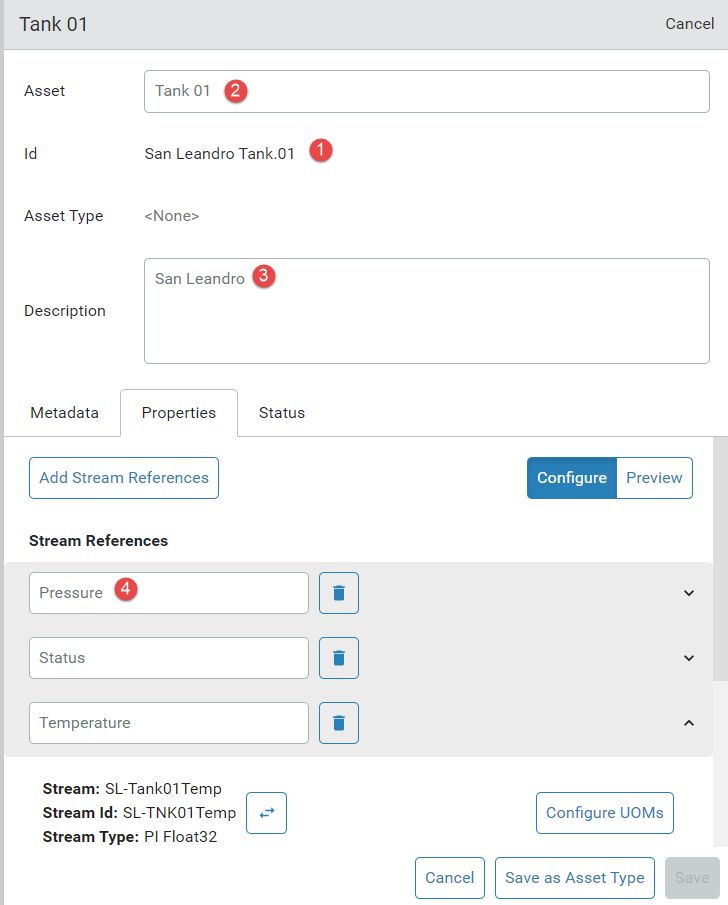 Tank 01 Cancel
Asset Tank 01 2
Id San Leandro Tank.01 1
Asset Type <None>
San Leandro 3
Description
Metadata Properties Status
Add Stream References Configure Preview
Stream References
Pressure 4
Status
Temperature
Stream: SL-Tank01Temp
Stream Id: SL-TNK01Temp
Configure UOMs
Stream Type: PI Float32
Cancel Save as Asset Type Save